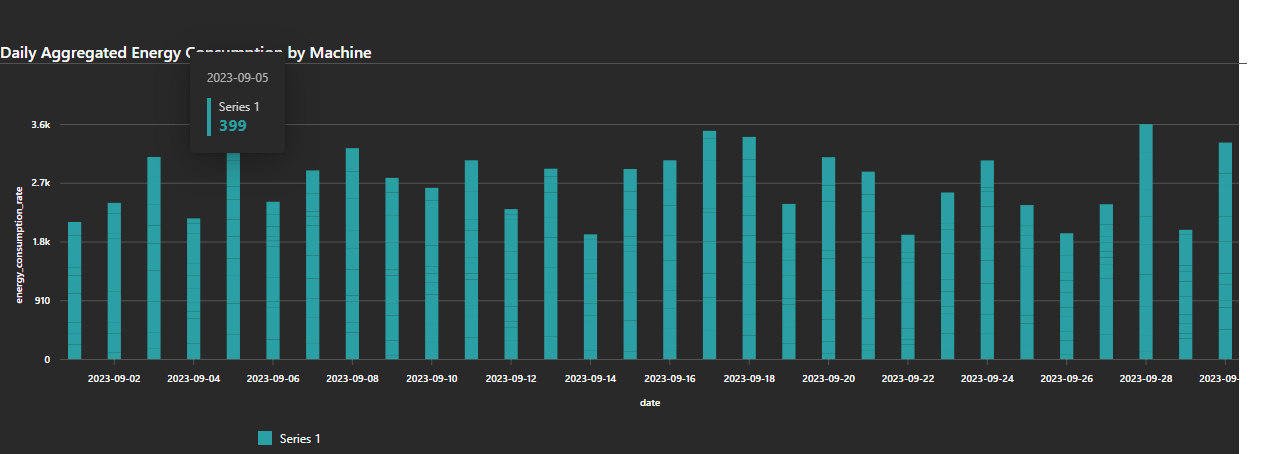 Daily Aggregated Energy Consumption by Machine
2023-09-05
Series 1
399
3.6k
2.7k
1.8k
910
0
energy_consumption_rate
2023-09-02 2023-09-04 2023-09-06 2023-09-08 2023-09-10 2023-09-12 2023-09-14 2023-09-16 2023-09-18 2023-09-20 2023-09-22 2023-09-24 2023-09-26 2023-09-28 2023-09-
date
Series 1